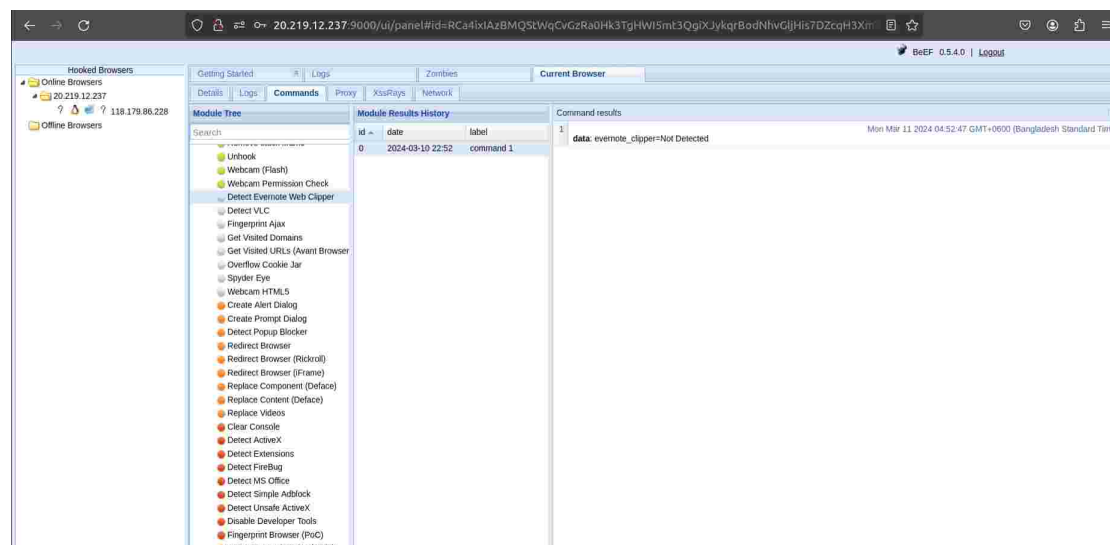 20.219.12.237:9000/ui/panel#id=RCa4ixIAzBMQStWqCvGzRa0Hk3TgHWI5mt3QgiXJykqrBodNhvGljHis7DZcqH3Xm
BeEF 0.5.4.0 | Logout
Hooked Browsers
Online Browsers
20.219.12.237
? ? 118.179.86.228
Offline Browsers
Getting Started
Logs
Zombies
Current Browser
Details
Logs
Commands
Proxy
XssRays
Network
Module Tree
Search
Unhook
Webcam (Flash)
Webcam Permission Check
Detect Evernote Web Clipper
Detect VLC
Fingerprint Ajax
Get Visited Domains
Get Visited URLs (Avant Browser
Overflow Cookie Jar
Spyder Eye
Webcam HTML5
Create Alert Dialog
Create Prompt Dialog
Detect Popup Blocker
Redirect Browser
Redirect Browser (Rickroll)
Redirect Browser (iFrame)
Replace Component (Deface)
Replace Content (Deface)
Replace Videos
Clear Console
Detect ActiveX
Detect Extensions
Detect FireBug
Detect MS Office
Detect Simple Adblock
Detect Unsafe ActiveX
Disable Developer Tools
Fingerprint Browser (PoC)
Module Results History
id date label
0 2024-03-10 22:52 command 1
Command results
1 Mon Mar 11 2024 04:52:47 GMT+0600 (Bangladesh Standard Tim
data: evernote_clipper=Not Detected